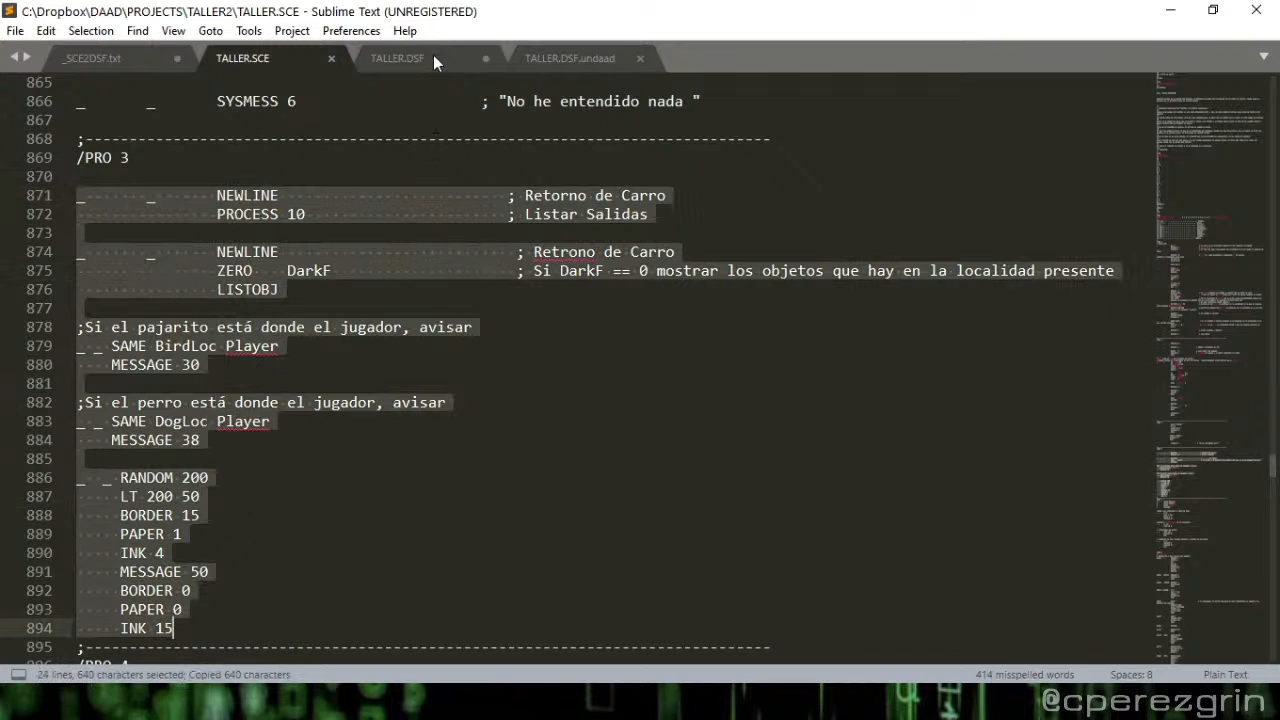 C:\Dropbox\DAAD\PROJECTS\TALLER2\TALLER.SCE - Sublime Text (UNREGISTERED)
File Edit Selection Find View Goto Tools Project Preferences Help
_SCE2DSF.txt TALLER.SCE TALLER.DSF TALLER.DSF.undaad
865
866 _ _ SYSMESS 6 ; "No he entendido nada "
867
868 ;------------------------------------------------------------------------------
869 /PRO 3
870
871 _ _ NEWLINE ; Retorno de Carro
872 PROCESS 10 ; Listar Salidas
873
874 _ _ NEWLINE ; Retrono de Carro
875 ZERO DarkF ; Si DarkF == 0 mostrar los objetos que hay en la localidad presente
876 LISTOBJ
877
878 ;Si el pajarito está donde el jugador, avisar
879 _ _ SAME BirdLoc Player
880 MESSAGE 30
881
882 ;Si el perro está donde el jugador, avisar
883 _ _ SAME DogLoc Player
884 MESSAGE 38
885
886 _ _ RANDOM 200
887 LT 200 50
888 BORDER 15
889 PAPER 1
890 INK 4
891 MESSAGE 50
892 BORDER 0
893 PAPER 0
894 INK 15
895 ;------------------------------------------------------------------------------
896 /PRO 4
24 lines, 640 characters selected; Copied 640 characters 414 misspelled words Spaces: 8 Plain Text
@cperezgrin